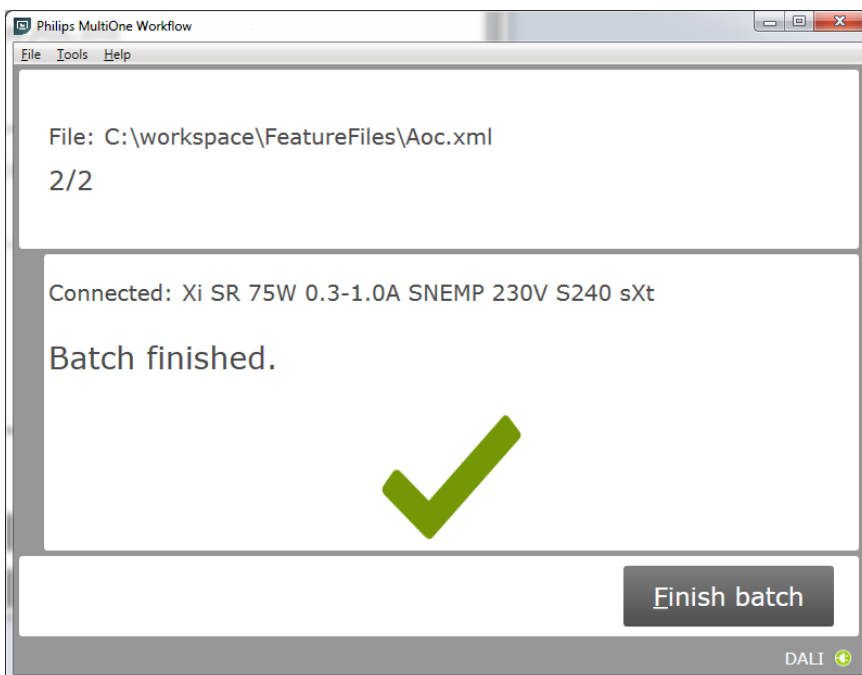 Philips MultiOne Workflow
File Tools Help
File: C:\workspace\FeatureFiles\Aoc.xml
2/2
Connected: Xi SR 75W 0.3-1.0A SNEMP 230V S240 sXt
Batch finished.
Finish batch
DALI